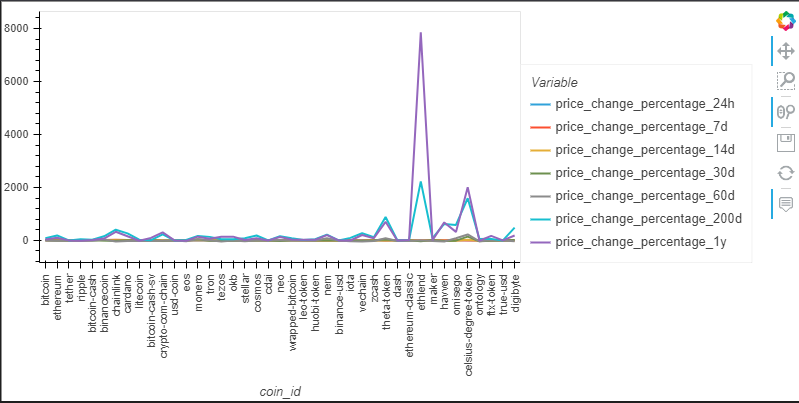 8000
6000
4000
2000
0
Variable
price_change_percentage_24h
price_change_percentage_7d
price_change_percentage_14d
price_change_percentage_30d
price_change_percentage_60d
price_change_percentage_200d
price_change_percentage_1y
bitcoin
ethereum
tether
ripple
bitcoin-cash
binancecoin
chainlink
cardano
litecoin
bitcoin-cash-sv
crypto-com-chain
usd-coin
eos
monero
tron
tezos
okb
stellar
cosmos
cdai
neo
wrapped-bitcoin
leo-token
huobi-token
nem
binance-usd
iota
vechain
zcash
theta-token
dash
ethereum-classic
ethlend
maker
havven
omisego
celsius-degree-token
ontology
ftx-token
true-usd
digibyte
coin_id